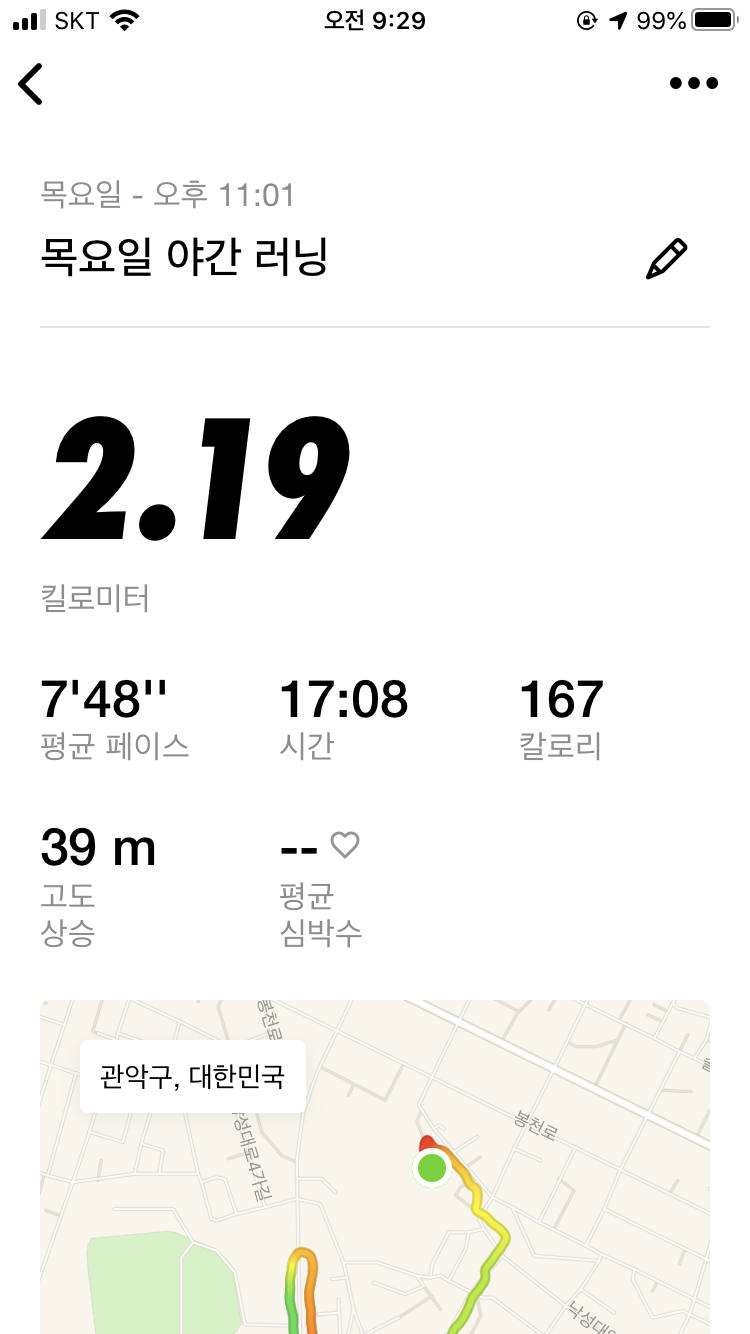 SKT 오전 9:29 99%
목요일 - 오후 11:01
목요일 야간 러닝
2.19
킬로미터
7'48'' 17:08 167
평균 페이스 시간 칼로리
39 m --
고도 평균
상승 심박수
봉천로
관악구, 대한민국
봉천로
성대로4가길
낙성대